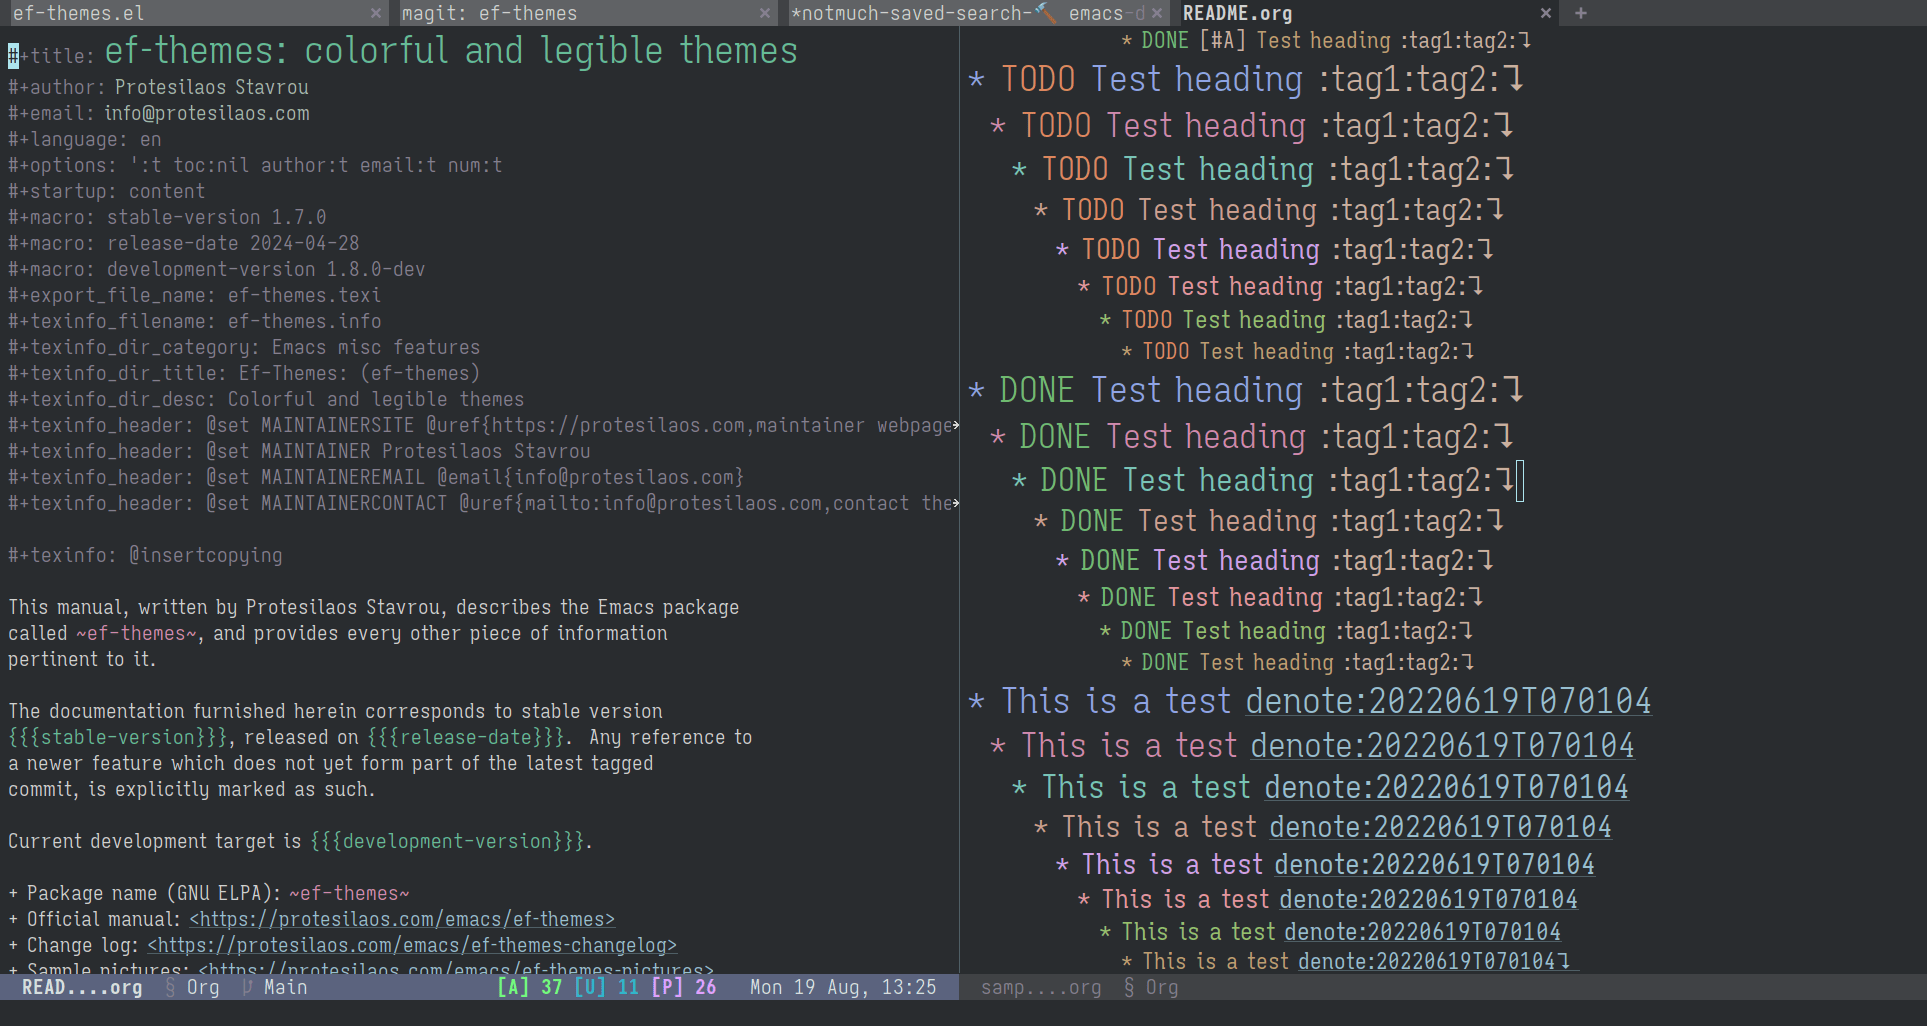 ef-themes.el × magit: ef-themes × *notmuch-saved-search-🔨 emacs-d × README.org × +
#+title: ef-themes: colorful and legible themes
#+author: Protesilaos Stavrou
#+email: info@protesilaos.com
#+language: en
#+options: ':t toc:nil author:t email:t num:t
#+startup: content
#+macro: stable-version 1.7.0
#+macro: release-date 2024-04-28
#+macro: development-version 1.8.0-dev
#+export_file_name: ef-themes.texi
#+texinfo_filename: ef-themes.info
#+texinfo_dir_category: Emacs misc features
#+texinfo_dir_title: Ef-Themes: (ef-themes)
#+texinfo_dir_desc: Colorful and legible themes
#+texinfo_header: @set MAINTAINERSITE @uref{https://protesilaos.com,maintainer webpage
#+texinfo_header: @set MAINTAINER Protesilaos Stavrou
#+texinfo_header: @set MAINTAINEREMAIL @email{info@protesilaos.com}
#+texinfo_header: @set MAINTAINERCONTACT @uref{mailto:info@protesilaos.com,contact the
#+texinfo: @insertcopying
This manual, written by Protesilaos Stavrou, describes the Emacs package
called ~ef-themes~, and provides every other piece of information
pertinent to it.
The documentation furnished herein corresponds to stable version
{{{stable-version}}}, released on {{{release-date}}}.  Any reference to
a newer feature which does not yet form part of the latest tagged
commit, is explicitly marked as such.
Current development target is {{{development-version}}}.
+ Package name (GNU ELPA): ~ef-themes~
+ Official manual: <https://protesilaos.com/emacs/ef-themes>
+ Change log: <https://protesilaos.com/emacs/ef-themes-changelog>
+ Sample pictures: <https://protesilaos.com/emacs/ef-themes-pictures>
READ....org § Org Main [A] 37 [U] 11 [P] 26 Mon 19 Aug, 13:25
* DONE [#A] Test heading :tag1:tag2:⤵
* TODO Test heading :tag1:tag2:⤵
* TODO Test heading :tag1:tag2:⤵
* TODO Test heading :tag1:tag2:⤵
* TODO Test heading :tag1:tag2:⤵
* TODO Test heading :tag1:tag2:⤵
* TODO Test heading :tag1:tag2:⤵
* TODO Test heading :tag1:tag2:⤵
* TODO Test heading :tag1:tag2:⤵
* DONE Test heading :tag1:tag2:⤵
* DONE Test heading :tag1:tag2:⤵
* DONE Test heading :tag1:tag2:⤵
* DONE Test heading :tag1:tag2:⤵
* DONE Test heading :tag1:tag2:⤵
* DONE Test heading :tag1:tag2:⤵
* DONE Test heading :tag1:tag2:⤵
* DONE Test heading :tag1:tag2:⤵
* This is a test denote:20220619T070104
* This is a test denote:20220619T070104
* This is a test denote:20220619T070104
* This is a test denote:20220619T070104
* This is a test denote:20220619T070104
* This is a test denote:20220619T070104
* This is a test denote:20220619T070104
* This is a test denote:20220619T070104⤵
samp....org § Org